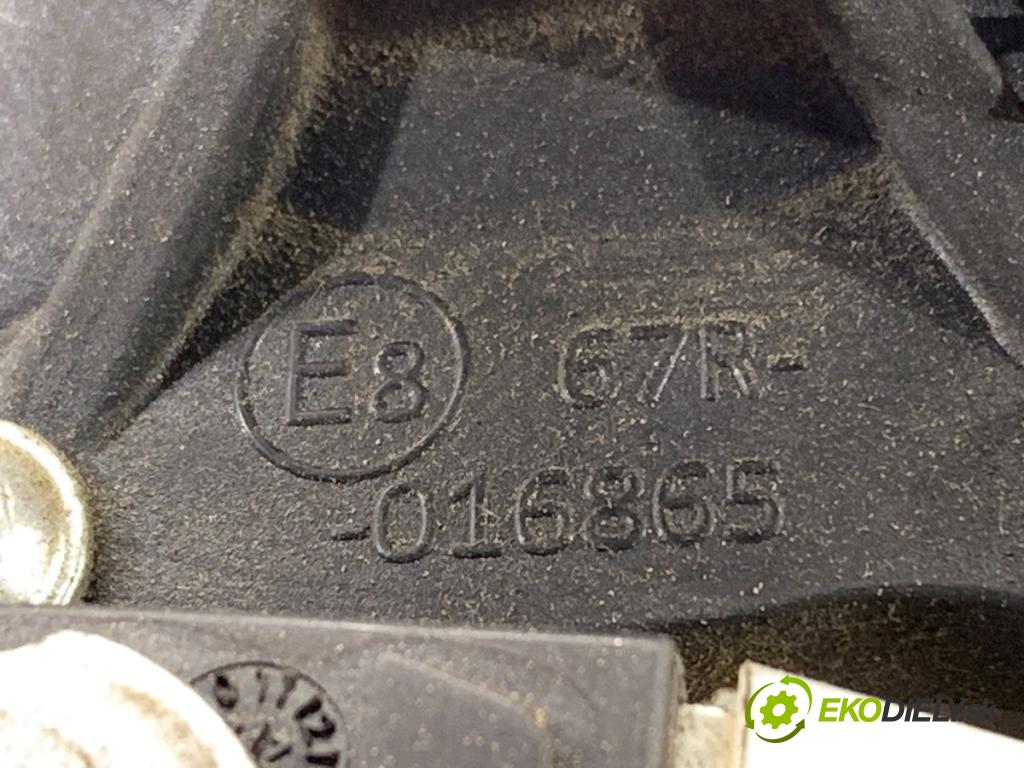 E8 67R-
-016865
EKODIELY.sk